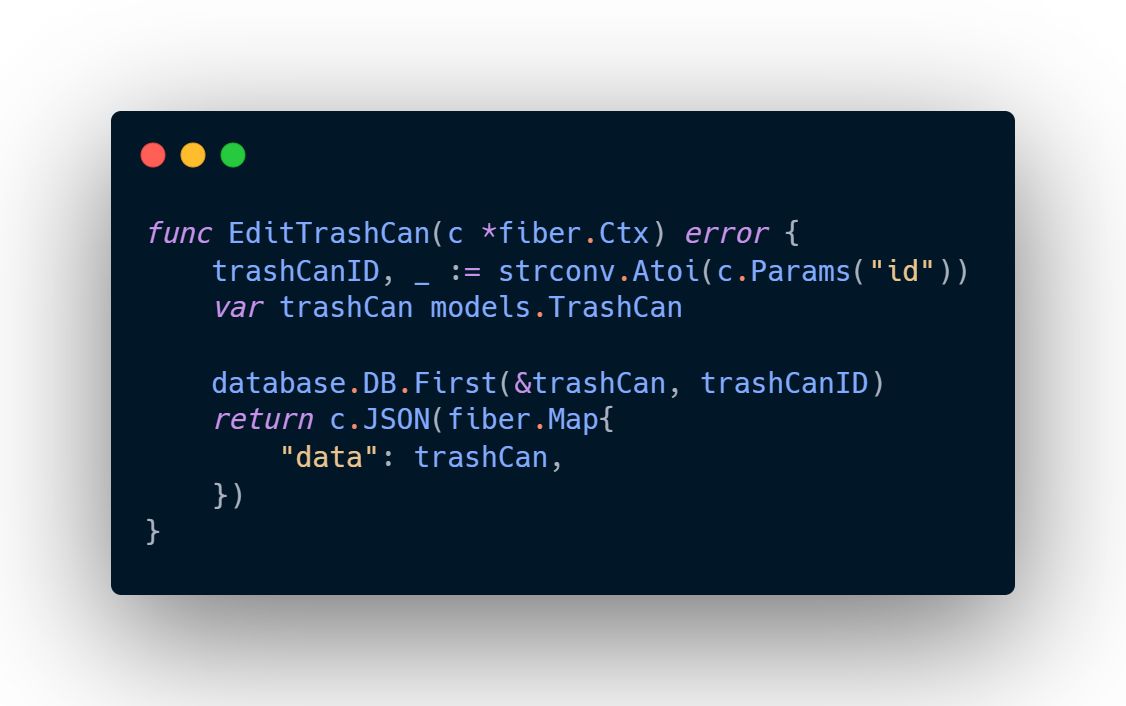 func EditTrashCan(c *fiber.Ctx) error {
    trashCanID, _ := strconv.Atoi(c.Params("id"))
    var trashCan models.TrashCan

    database.DB.First(&trashCan, trashCanID)
    return c.JSON(fiber.Map{
        "data": trashCan,
    })
}